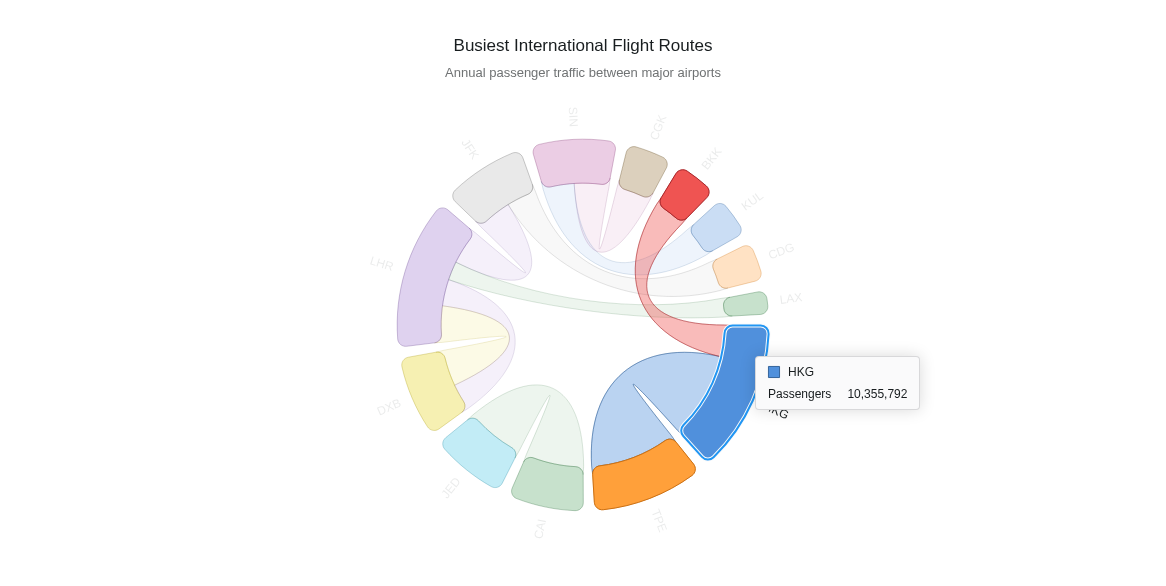 Busiest International Flight Routes
Annual passenger traffic between major airports
SIN
CGK
JFK
BKK
KUL
CDG
LHR
LAX
HKG
Passengers 10,355,792
DXB
JED
TPE
CAI